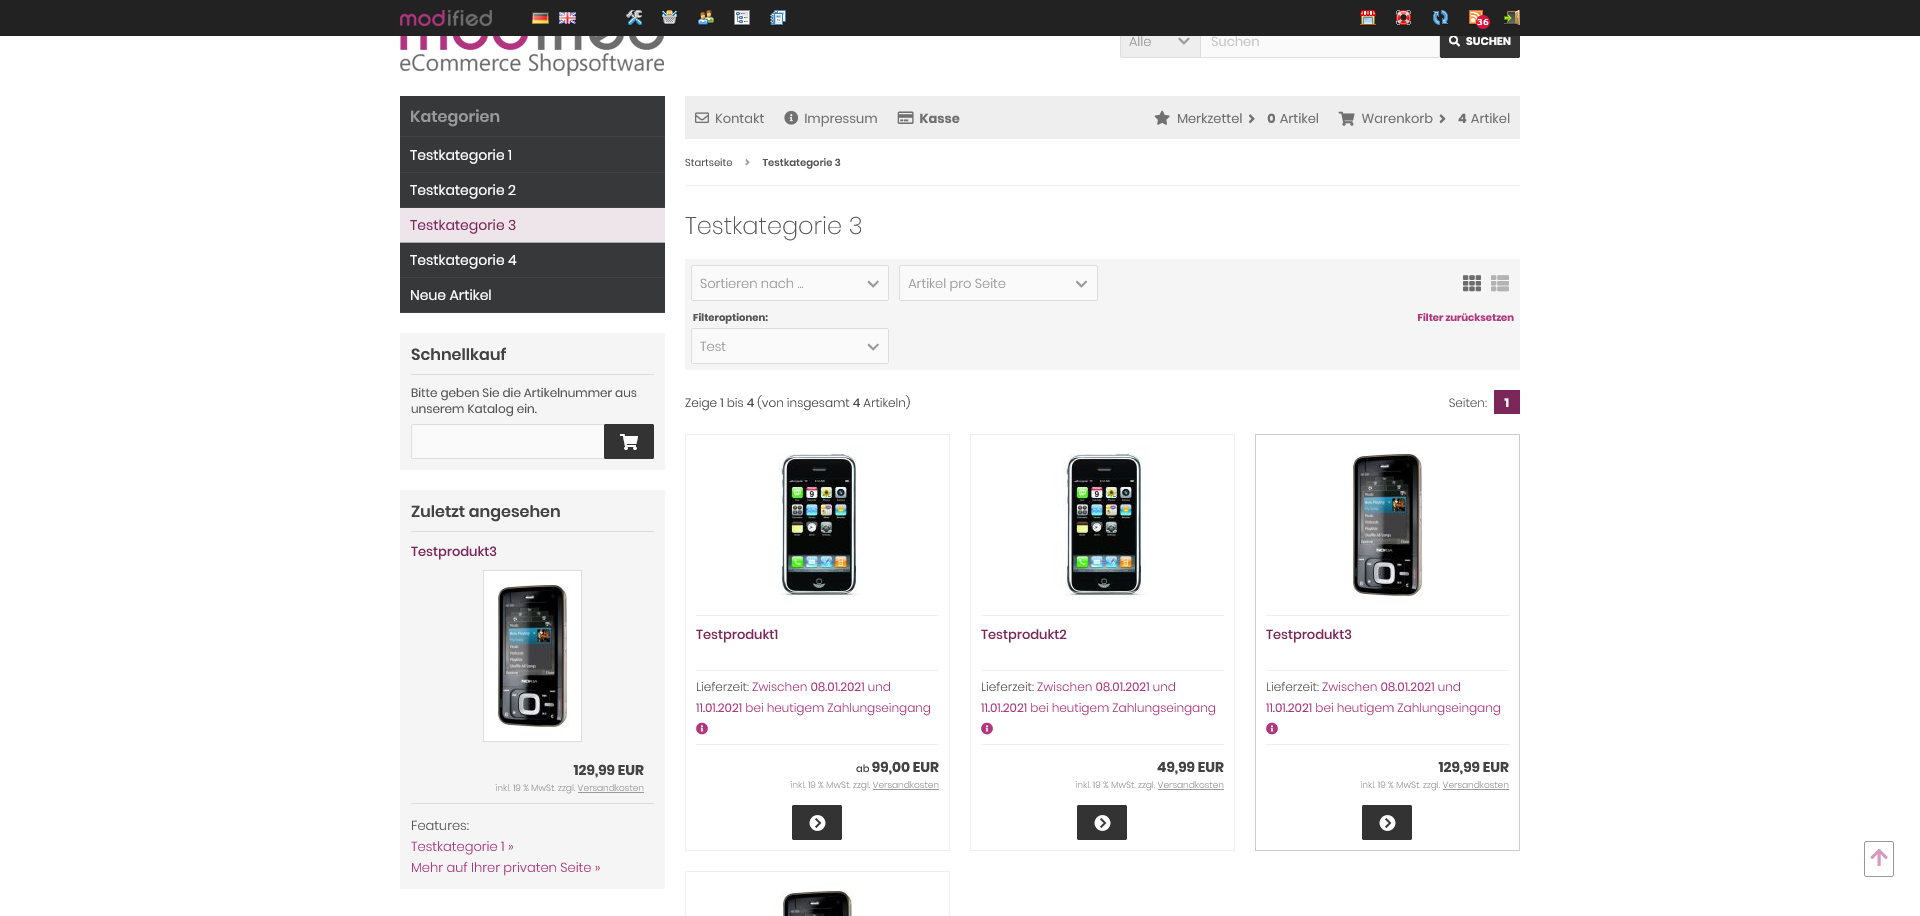 modified
36
modified
eCommerce Shopsoftware
Alle
Suchen
SUCHEN
Kategorien
Testkategorie 1
Testkategorie 2
Testkategorie 3
Testkategorie 4
Neue Artikel
Kontakt
Impressum
Kasse
Merkzettel
0 Artikel
Warenkorb
4 Artikel
Startseite
Testkategorie 3
Testkategorie 3
Sortieren nach ...
Artikel pro Seite
Filteroptionen:
Filter zurücksetzen
Test
Zeige 1 bis 4 (von insgesamt 4 Artikeln)
Seiten: 1
Schnellkauf
Bitte geben Sie die Artikelnummer aus
unserem Katalog ein.
Zuletzt angesehen
Testprodukt3
NOKIA
129,99 EUR
inkl. 19 % MwSt. zzgl. Versandkosten
Features:
Testkategorie 1 »
Mehr auf Ihrer privaten Seite »
Testprodukt1
Lieferzeit: Zwischen 08.01.2021 und
11.01.2021 bei heutigem Zahlungseingang
ab 99,00 EUR
inkl. 19 % MwSt. zzgl. Versandkosten
Testprodukt2
Lieferzeit: Zwischen 08.01.2021 und
11.01.2021 bei heutigem Zahlungseingang
49,99 EUR
inkl. 19 % MwSt. zzgl. Versandkosten
NOKIA
Testprodukt3
Lieferzeit: Zwischen 08.01.2021 und
11.01.2021 bei heutigem Zahlungseingang
129,99 EUR
inkl. 19 % MwSt. zzgl. Versandkosten